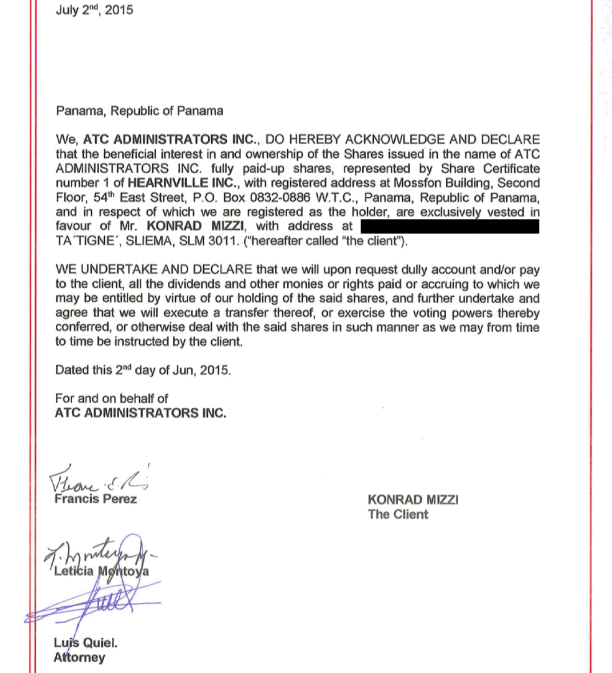 July 2nd, 2015
Panama, Republic of Panama
We, ATC ADMINISTRATORS INC., DO HEREBY ACKNOWLEDGE AND DECLARE
that the beneficial interest in and ownership of the Shares issued in the name of ATC
ADMINISTRATORS INC. fully paid-up shares, represented by Share Certificate
number 1 of HEARNVILLE INC., with registered address at Mossfon Building, Second
Floor, 54th East Street, P.O. Box 0832-0886 W.T.C., Panama, Republic of Panama,
and in respect of which we are registered as the holder, are exclusively vested in
favour of Mr. KONRAD MIZZI, with address at
TA´TIGNE´, SLIEMA, SLM 3011. ("hereafter called "the client").
WE UNDERTAKE AND DECLARE that we will upon request dully account and/or pay
to the client, all the dividends and other monies or rights paid or accruing to which we
may be entitled by virtue of our holding of the said shares, and further undertake and
agree that we will execute a transfer thereof, or exercise the voting powers thereby
conferred, or otherwise deal with the said shares in such manner as we may from time
to time be instructed by the client.
Dated this 2nd day of Jun, 2015.
For and on behalf of
ATC ADMINISTRATORS INC.
Francis Perez
KONRAD MIZZI
The Client
Leticia Montoya
Luis Quiel.
Attorney